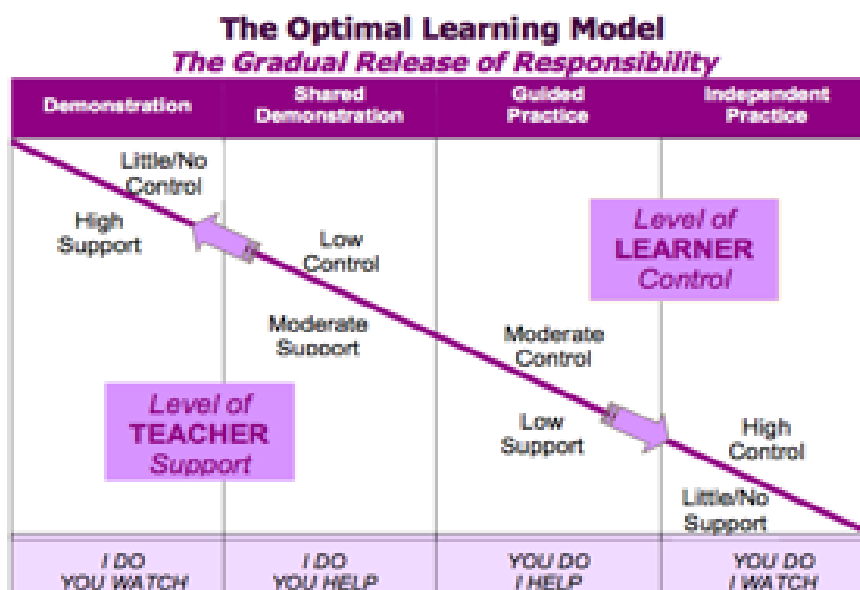 The Optimal Learning Model
The Gradual Release of Responsibility
Demonstration
Shared
Demonstration
Guided
Practice
Independent
Practice
Little/No
Control
High
Support
Low
Control
Moderate
Support
Moderate
Control
Low
Support
High
Control
Little/No
Support
Level of
LEARNER
Control
Level of
TEACHER
Support
I DO
YOU WATCH
I DO
YOU HELP
YOU DO
I HELP
YOU DO
I WATCH